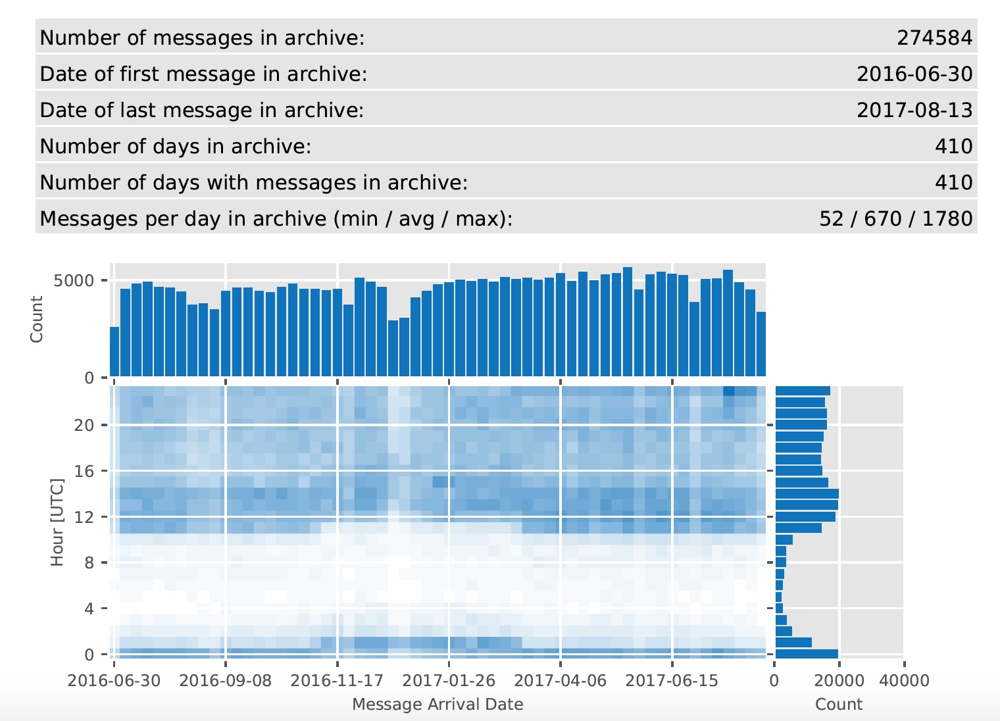 Number of messages in archive: 274584
Date of first message in archive: 2016-06-30
Date of last message in archive: 2017-08-13
Number of days in archive: 410
Number of days with messages in archive: 410
Messages per day in archive (min / avg / max): 52 / 670 / 1780
5000
Count
0
20
16
12
Hour [UTC]
8
4
0
2016-06-30 2016-09-08 2016-11-17 2017-01-26 2017-04-06 2017-06-15 0 20000 40000
Message Arrival Date Count